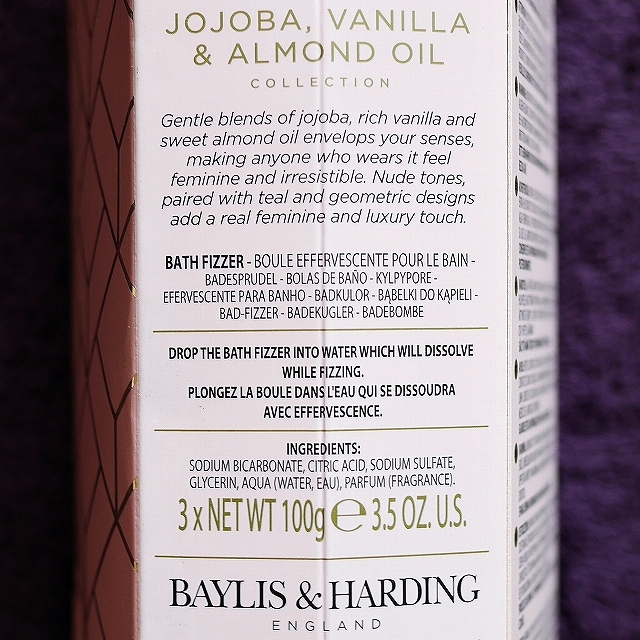 JOJOBA, VANILLA
& ALMOND OIL
COLLECTION
Gentle blends of jojoba, rich vanilla and
sweet almond oil envelops your senses,
making anyone who wears it feel
feminine and irresistible. Nude tones,
paired with teal and geometric designs
add a real feminine and luxury touch.
BATH FIZZER - BOULE EFFERVESCENTE POUR LE BAIN -
BADESPRUDEL - BOLAS DE BAÑO - KYLPYPORE -
EFERVESCENTE PARA BANHO - BADKULOR - BĄBELKI DO KĄPIELI -
BAD-FIZZER - BADEKUGLER - BADEBOMBE
DROP THE BATH FIZZER INTO WATER WHICH WILL DISSOLVE
WHILE FIZZING.
PLONGEZ LA BOULE DANS L'EAU QUI SE DISSOUDRA
AVEC EFFERVESCENCE.
INGREDIENTS:
SODIUM BICARBONATE, CITRIC ACID, SODIUM SULFATE,
GLYCERIN, AQUA (WATER, EAU), PARFUM (FRAGRANCE).
3 x NET WT 100g ℮ 3.5 OZ. U.S.
BAYLIS & HARDING
ENGLAND